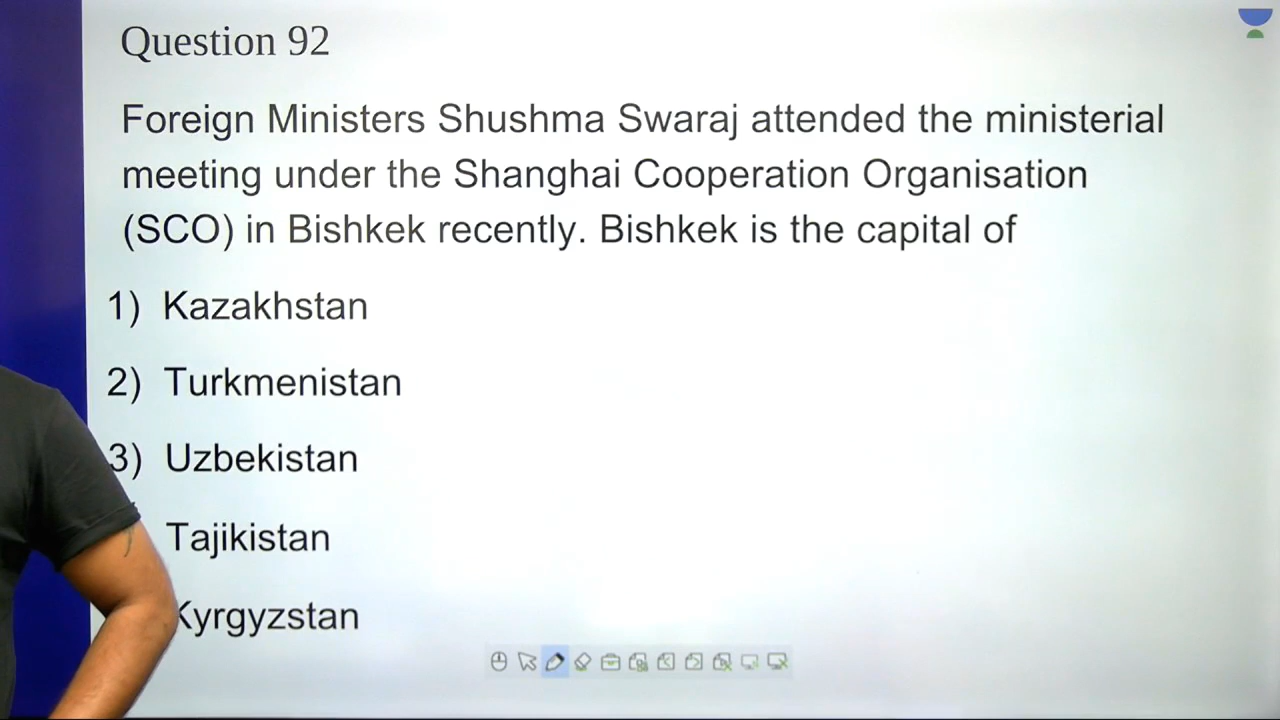 Question 92
Foreign Ministers Shushma Swaraj attended the ministerial
meeting under the Shanghai Cooperation Organisation
(SCO) in Bishkek recently. Bishkek is the capital of
1) Kazakhstan
2) Turkmenistan
3) Uzbekistan
Tajikistan
Kyrgyzstan